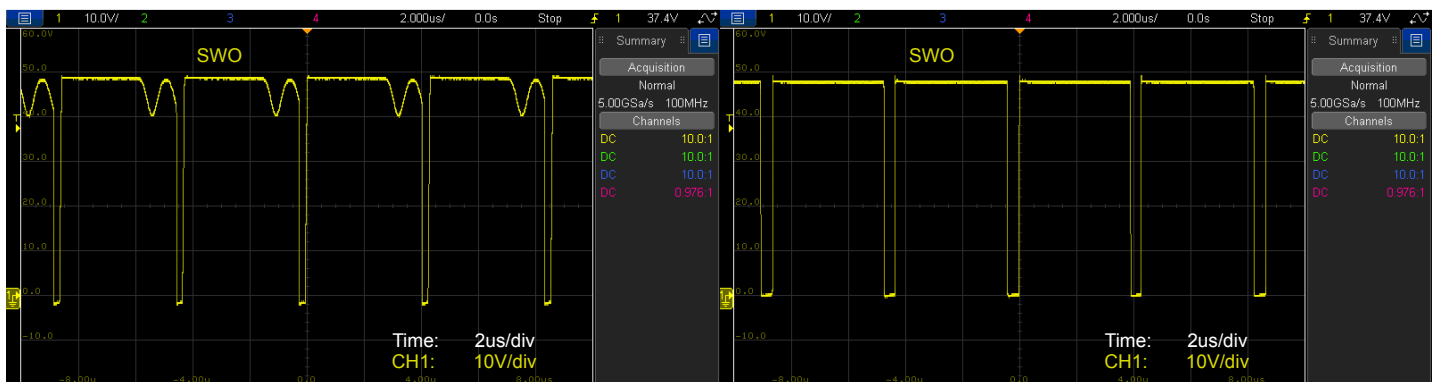 1 10.0V/ 2 3 4 2.000us/ 0.0s Stop 1 37.4V
60.0V
SWO
Summary
50.0
Acquisition
Normal
5.00GSa/s 100MHz
40.0
T
Channels
DC 10.0:1
30.0
DC 10.0:1
DC 10.0:1
DC 0.976:1
20.0
10.0
0.0
-10.0
Time: 2us/div
CH1: 10V/div
-8.00u -4.00u 0.0 4.00u 8.00us
1 10.0V/ 2 3 4 2.000us/ 0.0s Stop 1 37.4V
60.0V
SWO
Summary
50.0
Acquisition
Normal
5.00GSa/s 100MHz
40.0
T
Channels
DC 10.0:1
30.0
DC 10.0:1
DC 10.0:1
DC 0.976:1
20.0
10.0
0.0
-10.0
Time: 2us/div
CH1: 10V/div
-8.00u -4.00u 0.0 4.00u 8.00us